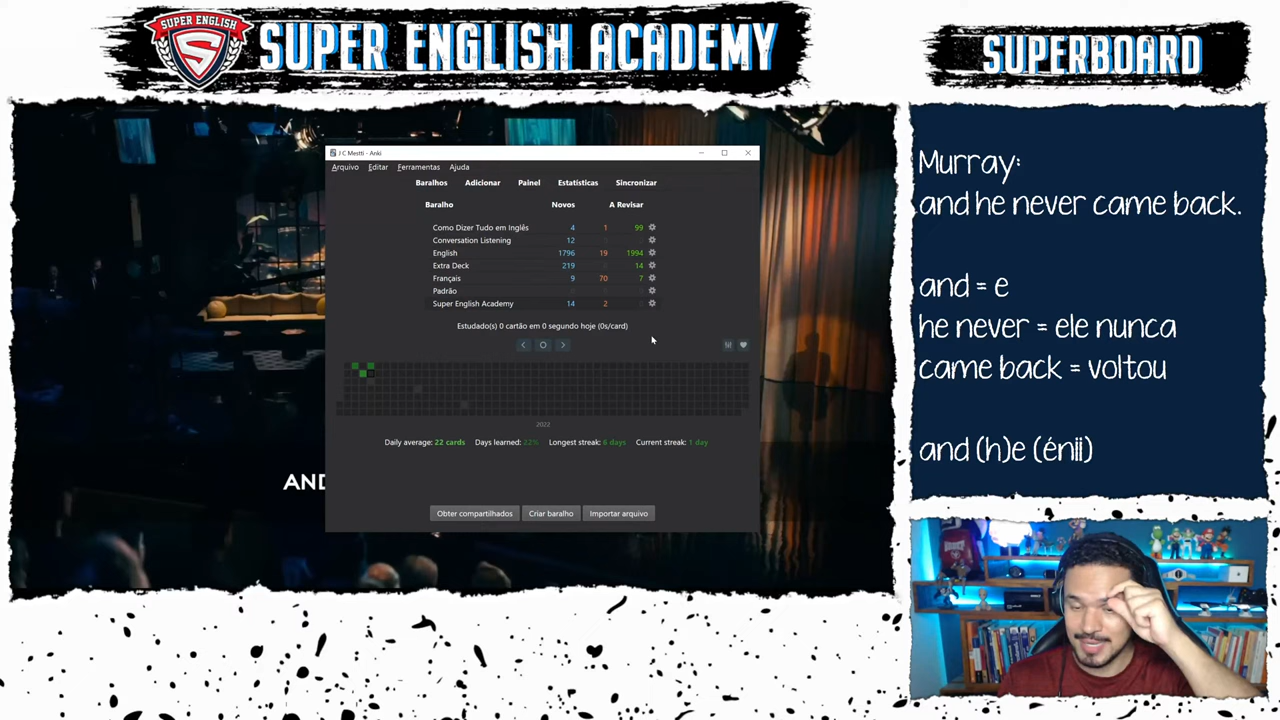 SUPER ENGLISH
S
SUPER ENGLISH ACADEMY
SUPERBOARD
J C Mestti - Anki
Arquivo Editar Ferramentas Ajuda
Baralhos Adicionar Painel Estatísticas Sincronizar
Baralho Novos A Revisar
Como Dizer Tudo em Inglês 4 1 99
Conversation Listening 12
English 1796 19 1994
Extra Deck 219 14
Français 9 70 7
Padrão
Super English Academy 14 2
Estudado(s) 0 cartão em 0 segundo hoje (0s/card)
2022
Daily average: 22 cards Days learned: 22% Longest streak: 6 days Current streak: 1 day
Obter compartilhados Criar baralho Importar arquivo
AND
Murray:
and he never came back.
and = e
he never = ele nunca
came back = voltou
and (h)e (énii)